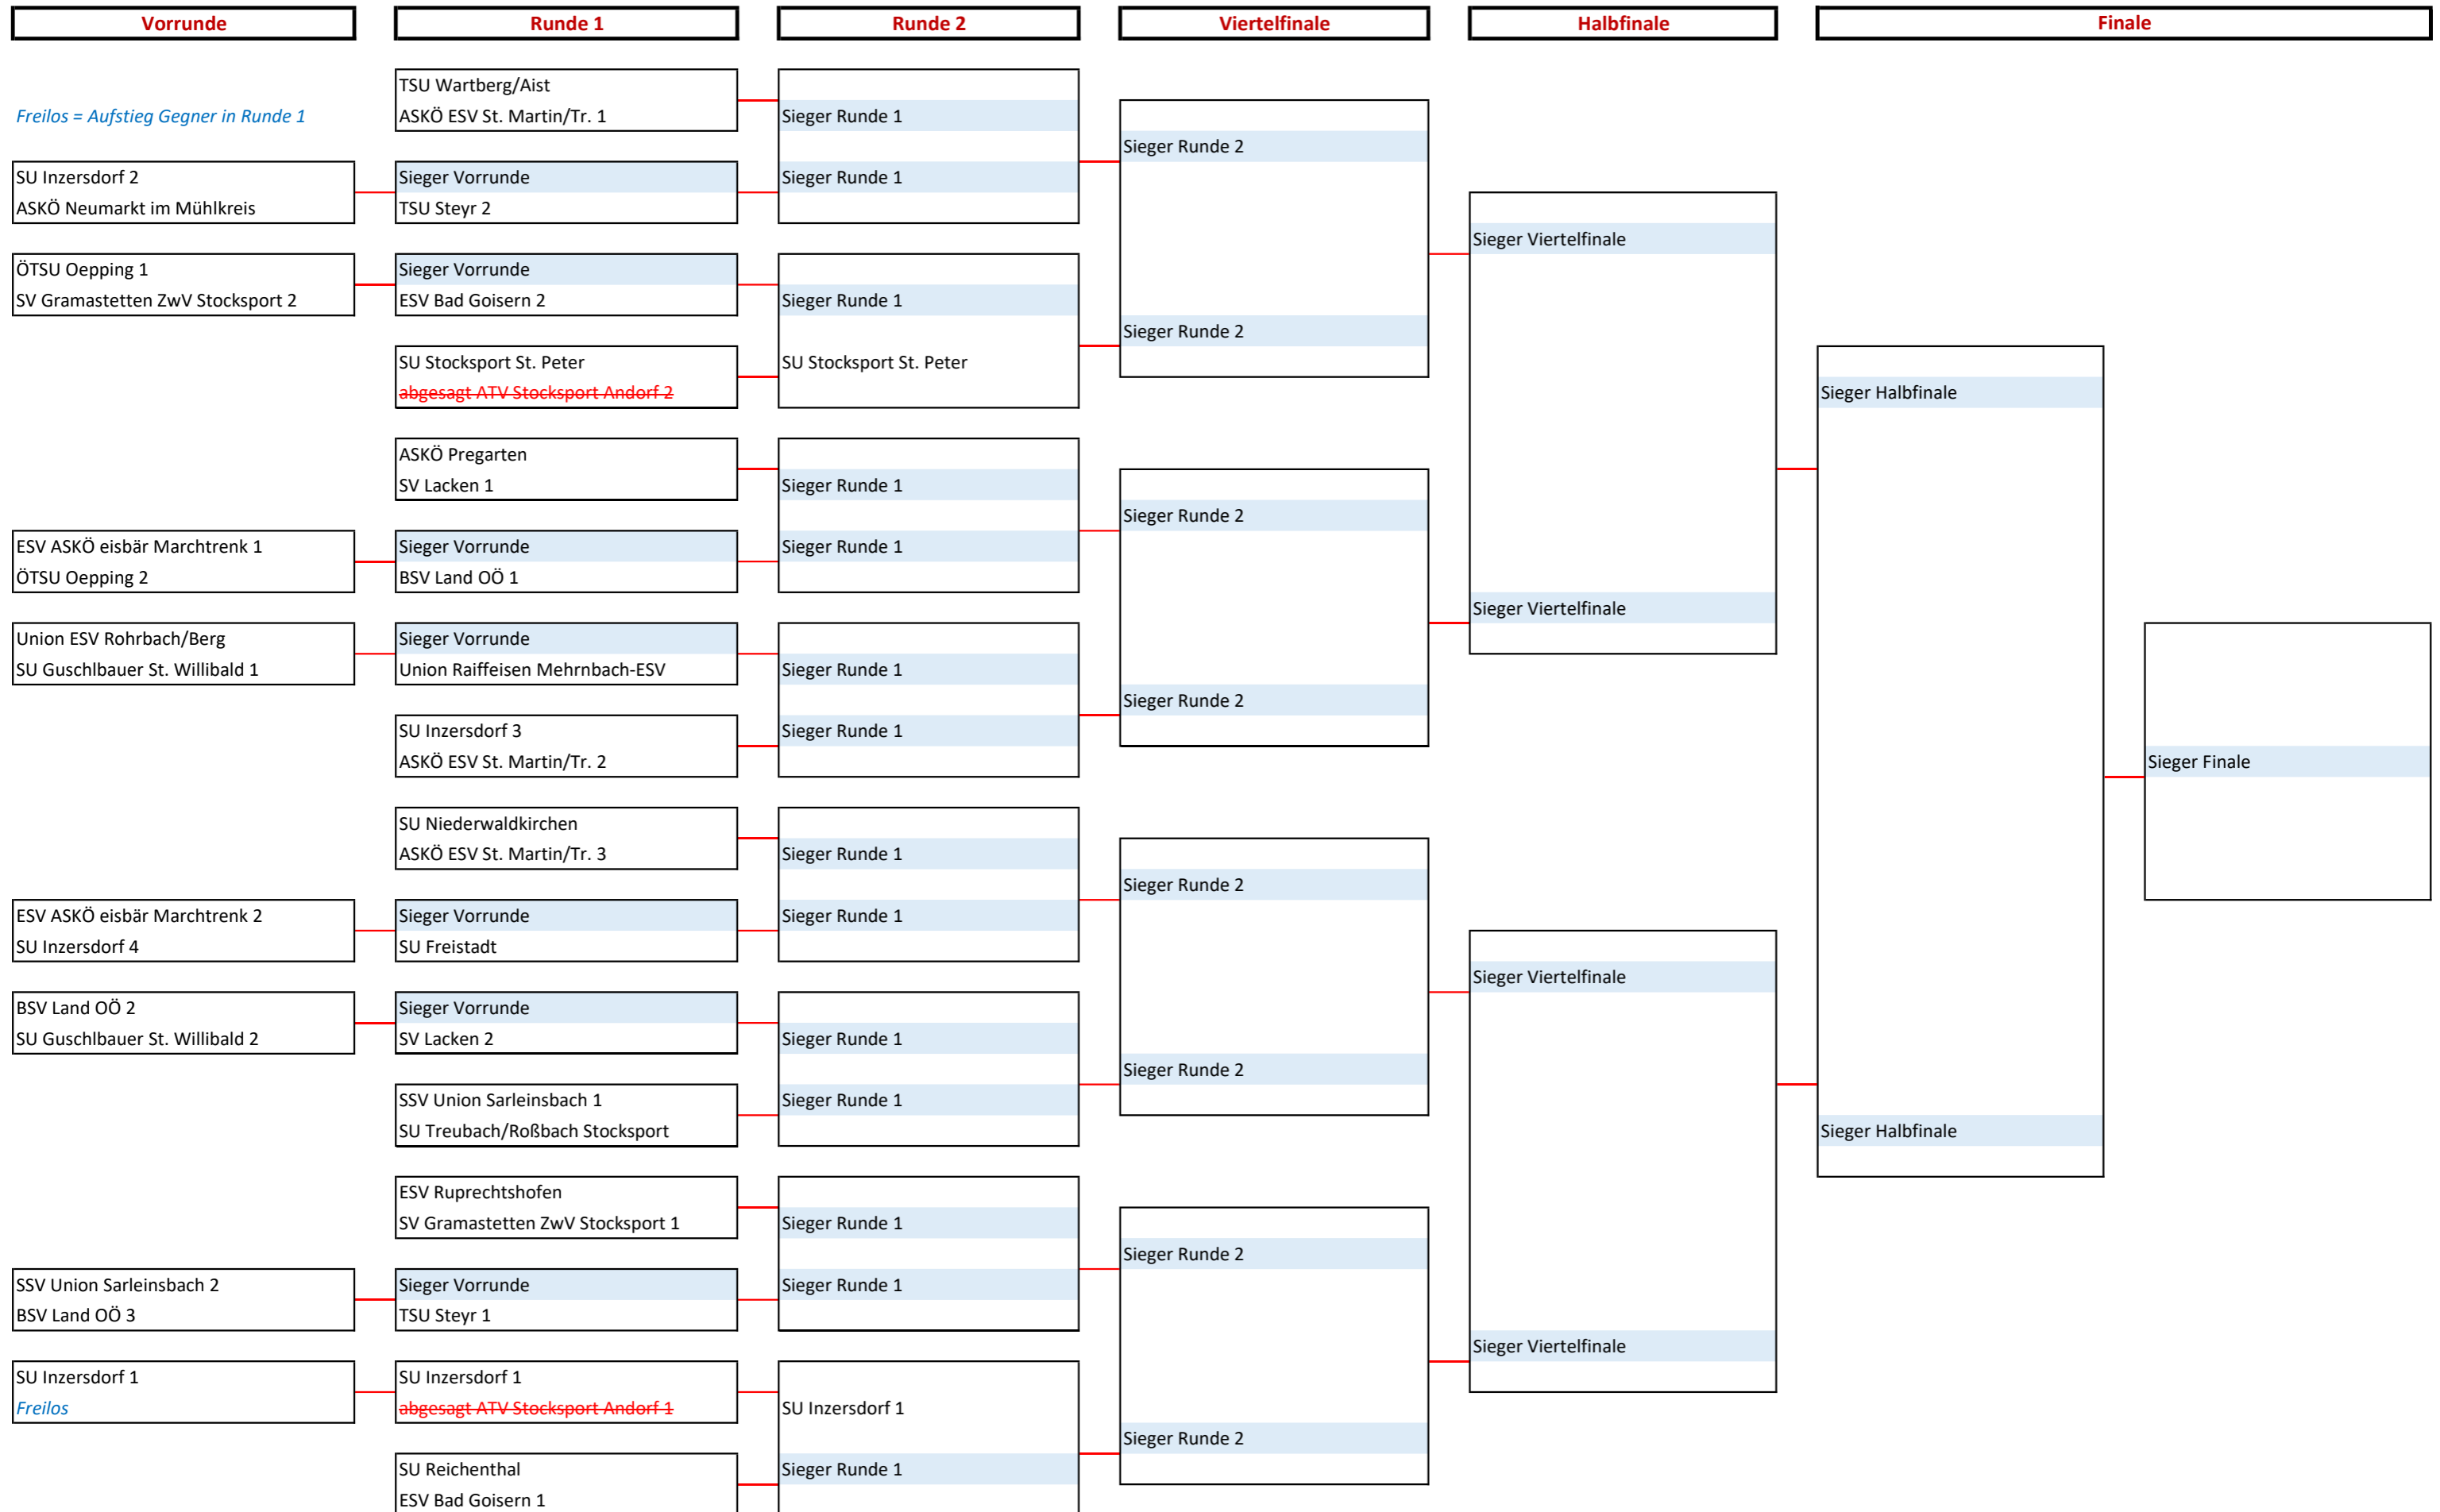 Vorrunde
Runde 1
Runde 2
Viertelfinale
Halbfinale
Finale
Freilos = Aufstieg Gegner in Runde 1
SU Inzersdorf 2
ASKÖ Neumarkt im Mühlkreis
ÖTSU Oepping 1
SV Gramastetten ZwV Stocksport 2
ESV ASKÖ eisbär Marchtrenk 1
ÖTSU Oepping 2
Union ESV Rohrbach/Berg
SU Guschlbauer St. Willibald 1
ESV ASKÖ eisbär Marchtrenk 2
SU Inzersdorf 4
BSV Land OÖ 2
SU Guschlbauer St. Willibald 2
SSV Union Sarleinsbach 2
BSV Land OÖ 3
SU Inzersdorf 1
Freilos
TSU Wartberg/Aist
ASKÖ ESV St. Martin/Tr. 1
Sieger Vorrunde
TSU Steyr 2
Sieger Vorrunde
ESV Bad Goisern 2
SU Stocksport St. Peter
abgesagt ATV Stocksport Andorf 2
ASKÖ Pregarten
SV Lacken 1
Sieger Vorrunde
BSV Land OÖ 1
Sieger Vorrunde
Union Raiffeisen Mehrnbach-ESV
SU Inzersdorf 3
ASKÖ ESV St. Martin/Tr. 2
SU Niederwaldkirchen
ASKÖ ESV St. Martin/Tr. 3
Sieger Vorrunde
SU Freistadt
Sieger Vorrunde
SV Lacken 2
SSV Union Sarleinsbach 1
SU Treubach/Roßbach Stocksport
ESV Ruprechtshofen
SV Gramastetten ZwV Stocksport 1
Sieger Vorrunde
TSU Steyr 1
SU Inzersdorf 1
abgesagt ATV Stocksport Andorf 1
SU Reichenthal
ESV Bad Goisern 1
Sieger Runde 1
Sieger Runde 1
Sieger Runde 1
SU Stocksport St. Peter
Sieger Runde 1
Sieger Runde 1
Sieger Runde 1
Sieger Runde 1
Sieger Runde 1
Sieger Runde 1
Sieger Runde 1
Sieger Runde 1
Sieger Runde 1
Sieger Runde 1
SU Inzersdorf 1
Sieger Runde 1
Sieger Runde 2
Sieger Runde 2
Sieger Runde 2
Sieger Runde 2
Sieger Runde 2
Sieger Runde 2
Sieger Runde 2
Sieger Runde 2
Sieger Viertelfinale
Sieger Viertelfinale
Sieger Viertelfinale
Sieger Viertelfinale
Sieger Halbfinale
Sieger Halbfinale
Sieger Finale